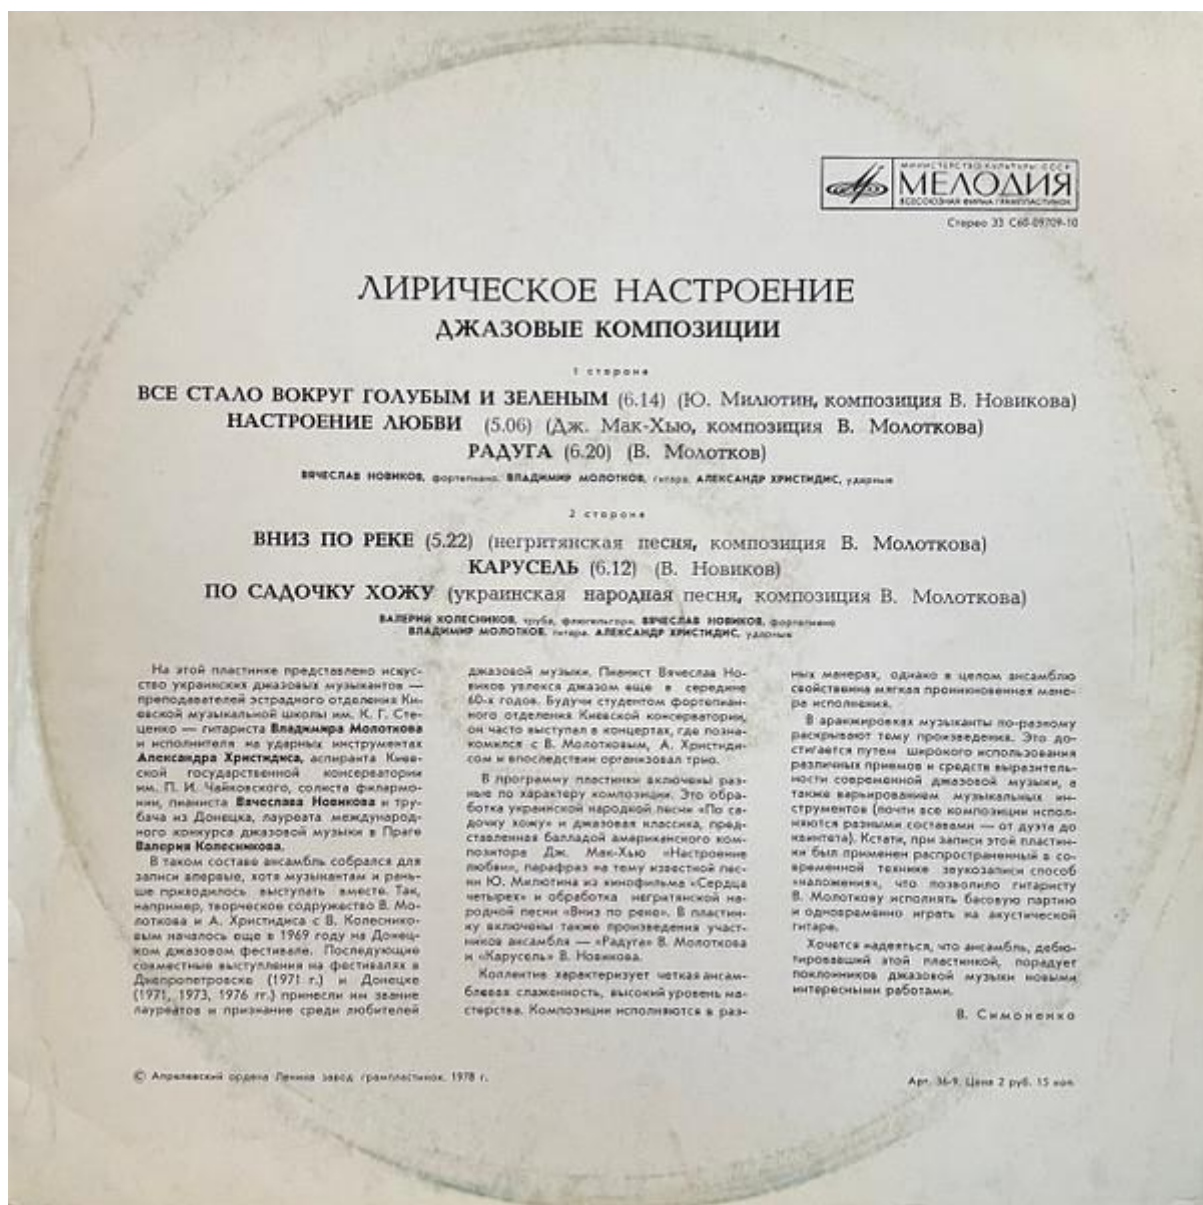 МИНИСТЕРСТВО КУЛЬТУРЫ СССР
МЕЛОДИЯ
ВСЕСОЮЗНАЯ ФИРМА ГРАМПЛАСТИНОК
Стерео 33 С60-09709-10
ЛИРИЧЕСКОЕ НАСТРОЕНИЕ
ДЖАЗОВЫЕ КОМПОЗИЦИИ
1 сторона
ВСЕ СТАЛО ВОКРУГ ГОЛУБЫМ И ЗЕЛЕНЫМ (6.14) (Ю. Милютин, композиция В. Новикова)
НАСТРОЕНИЕ ЛЮБВИ (5.06) (Дж. Мак-Хью, композиция В. Молоткова)
РАДУГА (6.20) (В. Молотков)
ВЯЧЕСЛАВ НОВИКОВ, фортепиано, ВЛАДИМИР МОЛОТКОВ, гитара, АЛЕКСАНДР ХРИСТИДИС, ударные
2 сторона
ВНИЗ ПО РЕКЕ (5.22) (негритянская песня, композиция В. Молоткова)
КАРУСЕЛЬ (6.12) (В. Новиков)
ПО САДОЧКУ ХОЖУ (украинская народная песня, композиция В. Молоткова)
ВАЛЕРИЙ КОЛЕСНИКОВ, труба, флюгельгорн, ВЯЧЕСЛАВ НОВИКОВ, фортепиано
ВЛАДИМИР МОЛОТКОВ, гитара, АЛЕКСАНДР ХРИСТИДИС, ударные
На этой пластинке представлено искус-
ство украинских джазовых музыкантов —
преподавателей эстрадного отделения Ки-
евской музыкальной школы им. К. Г. Сте-
ценко — гитариста Владимира Молоткова
и исполнителя на ударных инструментах
Александра Христидиса, аспиранта Киев-
ской государственной консерватории
им. П. И. Чайковского, солиста филармо-
нии, пианиста Вячеслава Новикова и тру-
бача из Донецка, лауреата международ-
ного конкурса джазовой музыки в Праге
Валерия Колесникова.
В таком составе ансамбль собрался для
записи впервые, хотя музыкантам и рань-
ше приходилось выступать вместе. Так,
например, творческое содружество В. Мо-
лоткова и А. Христидиса с В. Колеснико-
вым началось еще в 1969 году на Донец-
ком джазовом фестивале. Последующие
совместные выступления на фестивалях в
Днепропетровске (1971 г.) и Донецке
(1971, 1973, 1976 гг.) принесли им звание
лауреатов и признание среди любителей
джазовой музыки. Пианист Вячеслав Но-
виков увлекся джазом еще в середине
60-х годов. Будучи студентом фортепиан-
ного отделения Киевской консерватории,
он часто выступал в концертах, где позна-
комился с В. Молотковым, А. Христиди-
сом и впоследствии организовал трио.
В программу пластинки включены раз-
ные по характеру композиции. Это обра-
ботка украинской народной песни «По са-
дочку хожу» и джазовая классика, пред-
ставленная балладой американского ком-
позитора Дж. Мак-Хью «Настроение
любви», парафраз на тему известной пес-
ни Ю. Милютина из кинофильма «Сердца
четырех» и обработка негритянской на-
родной песни «Вниз по реке». В пластин-
ку включены также произведения участ-
ников ансамбля — «Радуга» В. Молоткова
и «Карусель» В. Новикова.
Коллектив характеризует четкая ансам-
блевая слаженность, высокий уровень ма-
стерства. Композиции исполняются в раз-
ных манерах, однако в целом ансамблю
свойственна мягкая проникновенная мане-
ра исполнения.
В аранжировках музыканты по-разному
раскрывают тему произведения. Это до-
стигается путем широкого использования
различных приемов и средств выразитель-
ности современной джазовой музыки, а
также варьированием музыкальных ин-
струментов (почти все композиции испол-
няются разными составами — от дуэта до
квинтета). Кстати, при записи этой пластин-
ки был применен распространенный в со-
временной технике звукозаписи способ
«наложения», что позволило гитаристу
В. Молоткову исполнять басовую партию
и одновременно играть на акустической
гитаре.
Хочется надеяться, что ансамбль, дебю-
тировавший этой пластинкой, порадует
поклонников джазовой музыки новыми
интересными работами.
В. Симоненко
© Апрелевский ордена Ленина завод грампластинок, 1978 г.
Арт. 36-9. Цена 2 руб. 15 коп.